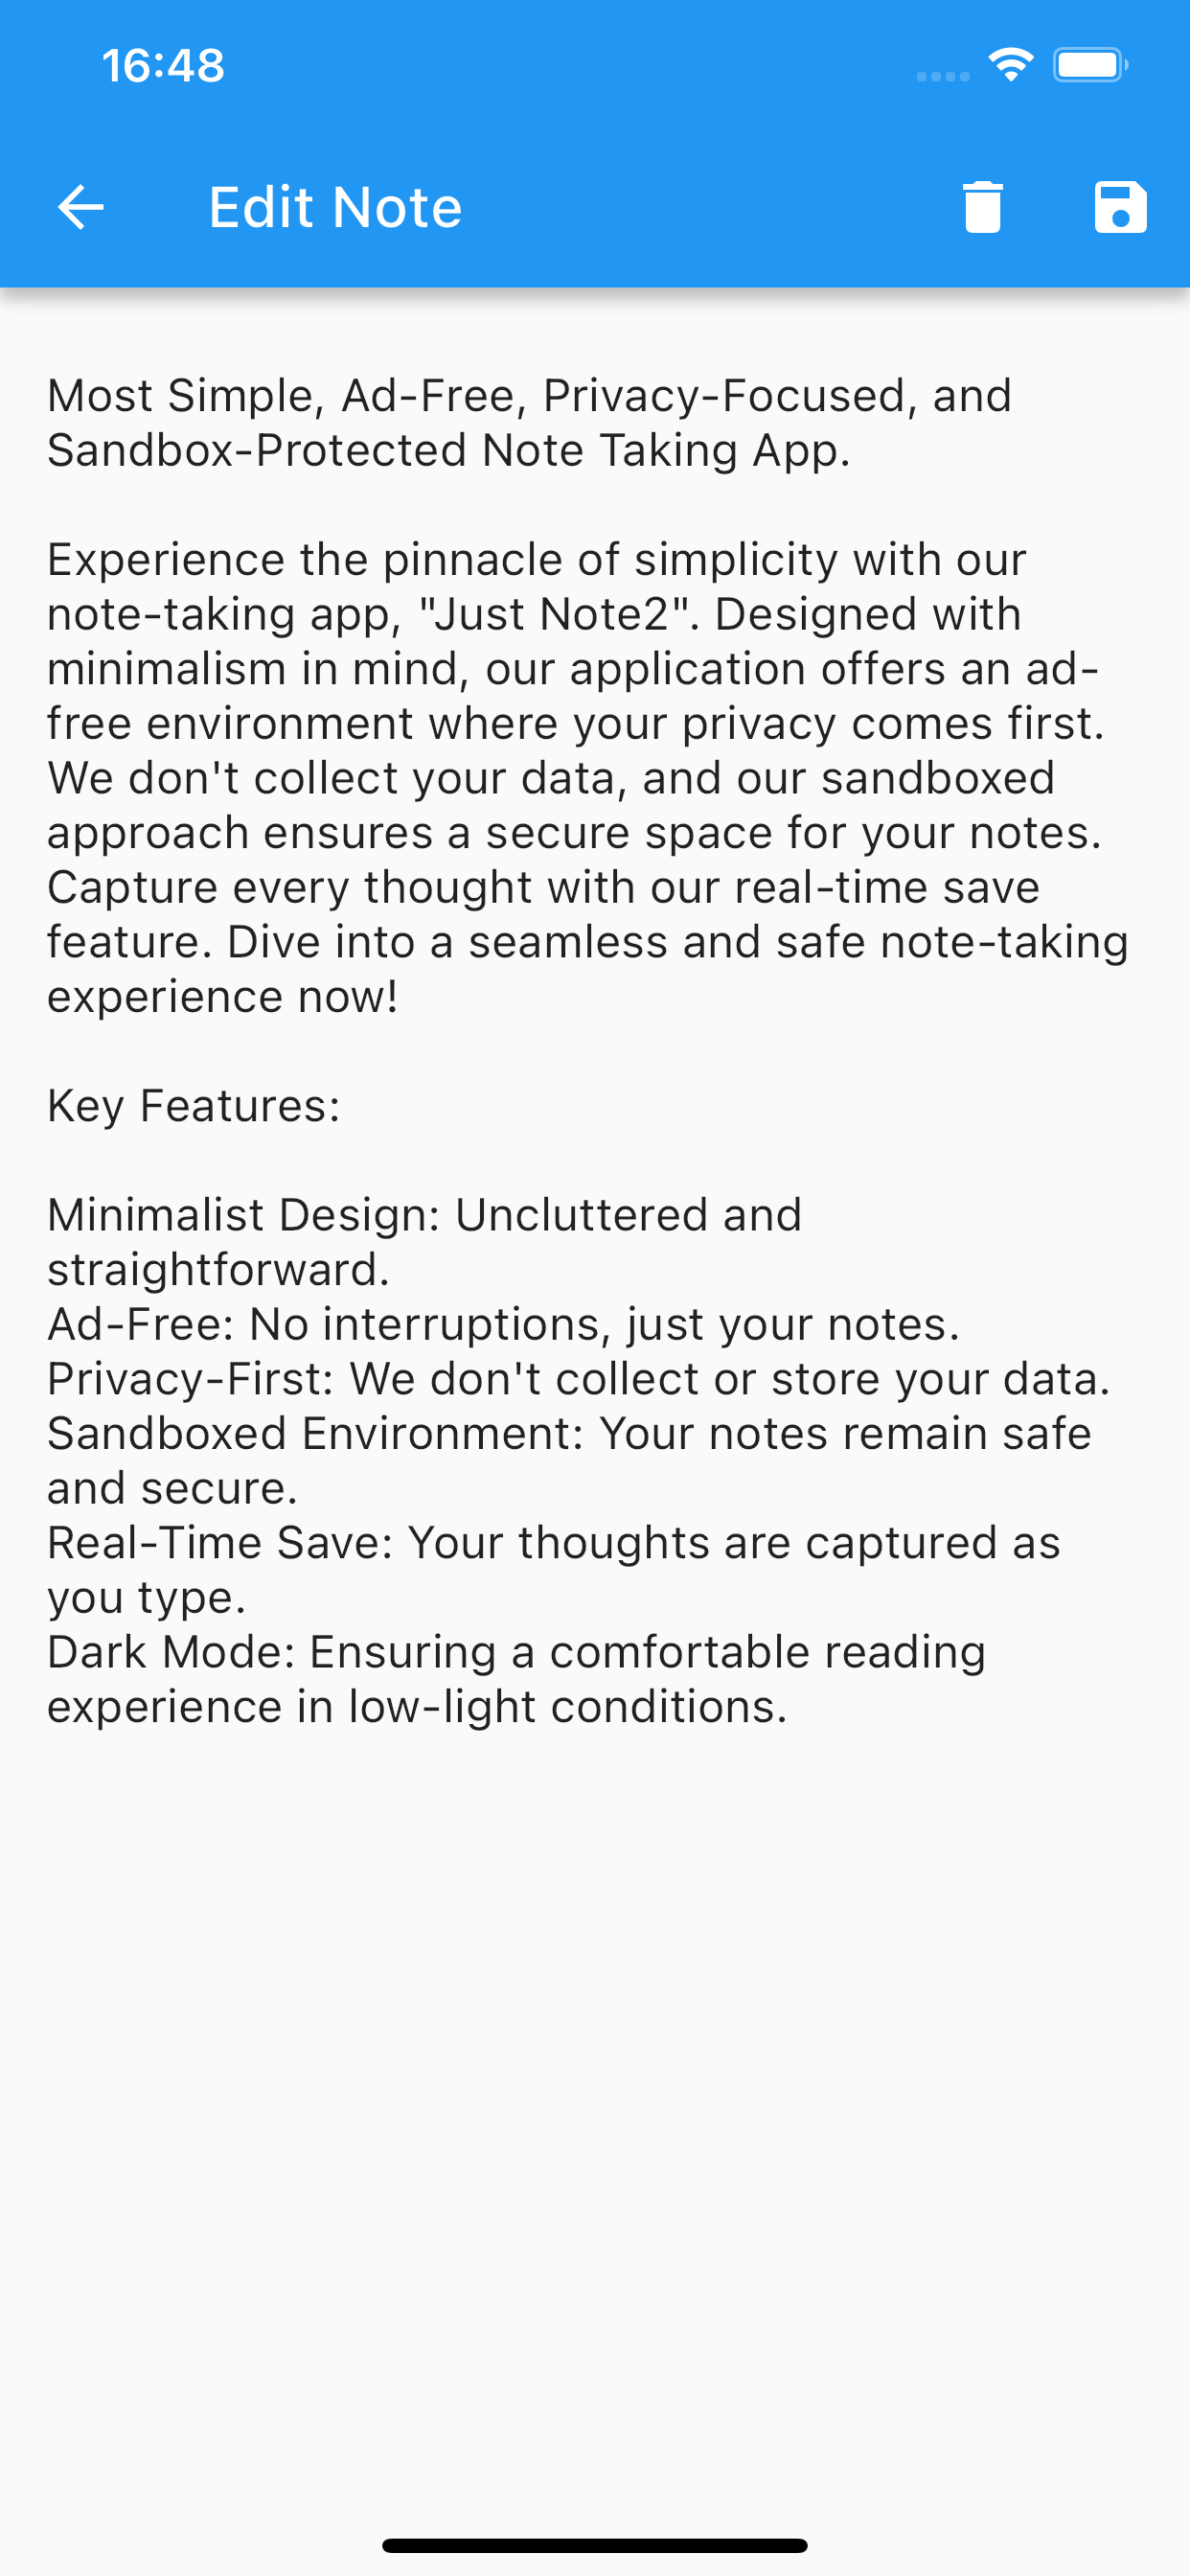 16:48
Edit Note
Most Simple, Ad-Free, Privacy-Focused, and
Sandbox-Protected Note Taking App.
Experience the pinnacle of simplicity with our
note-taking app, "Just Note2". Designed with
minimalism in mind, our application offers an ad-
free environment where your privacy comes first.
We don't collect your data, and our sandboxed
approach ensures a secure space for your notes.
Capture every thought with our real-time save
feature. Dive into a seamless and safe note-taking
experience now!
Key Features:
Minimalist Design: Uncluttered and
straightforward.
Ad-Free: No interruptions, just your notes.
Privacy-First: We don't collect or store your data.
Sandboxed Environment: Your notes remain safe
and secure.
Real-Time Save: Your thoughts are captured as
you type.
Dark Mode: Ensuring a comfortable reading
experience in low-light conditions.